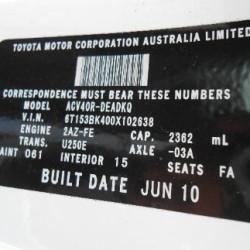 TOYOTA MOTOR CORPORATION AUSTRALIA LIMITED
CORRESPONDENCE MUST BEAR THESE NUMBERS
MODEL ACV40R-DEADKQ
V.I.N. 6T153BK400X102638
ENGINE 2AZ-FE CAP. 2362 mL
TRANS. U250E AXLE -03A
PAINT 061 INTERIOR 15 SEATS FA
BUILT DATE JUN 10